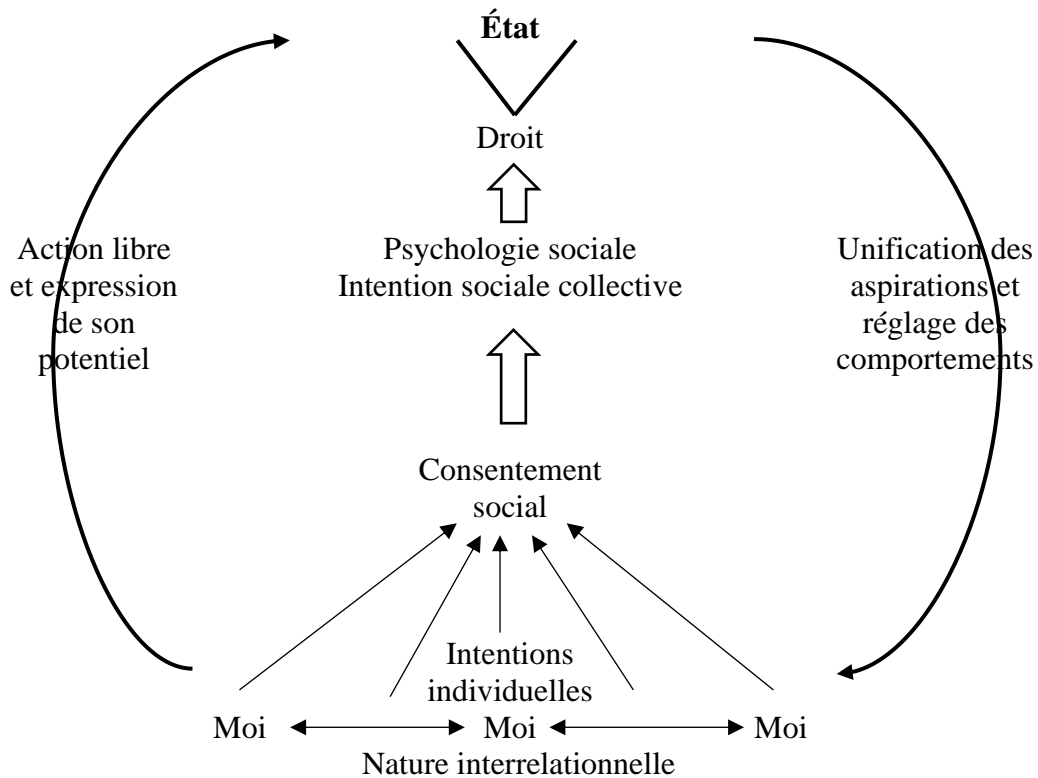 État
Droit
Action libre
et expression
de son
potentiel
Psychologie sociale
Intention sociale collective
Unification des
aspirations et
réglage des
comportements
Consentement
social
Intentions
individuelles
Moi
Moi
Moi
Nature interrelationnelle